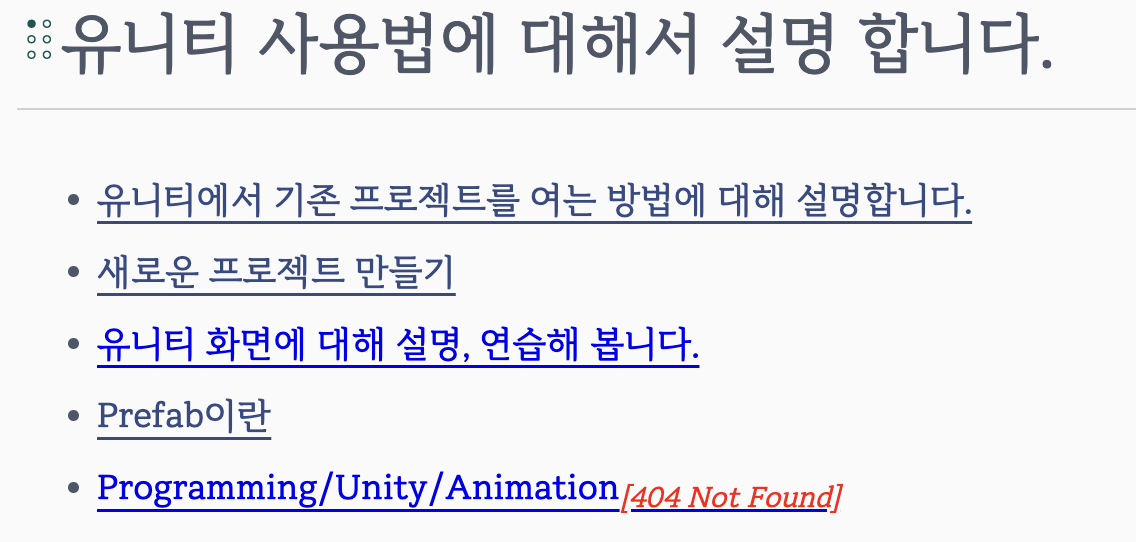 유니티 사용법에 대해서 설명 합니다.
유니티에서 기존 프로젝트를 여는 방법에 대해 설명합니다.
새로운 프로젝트 만들기
유니티 화면에 대해 설명, 연습해 봅니다.
Prefab이란
Programming/Unity/Animation[404 Not Found]